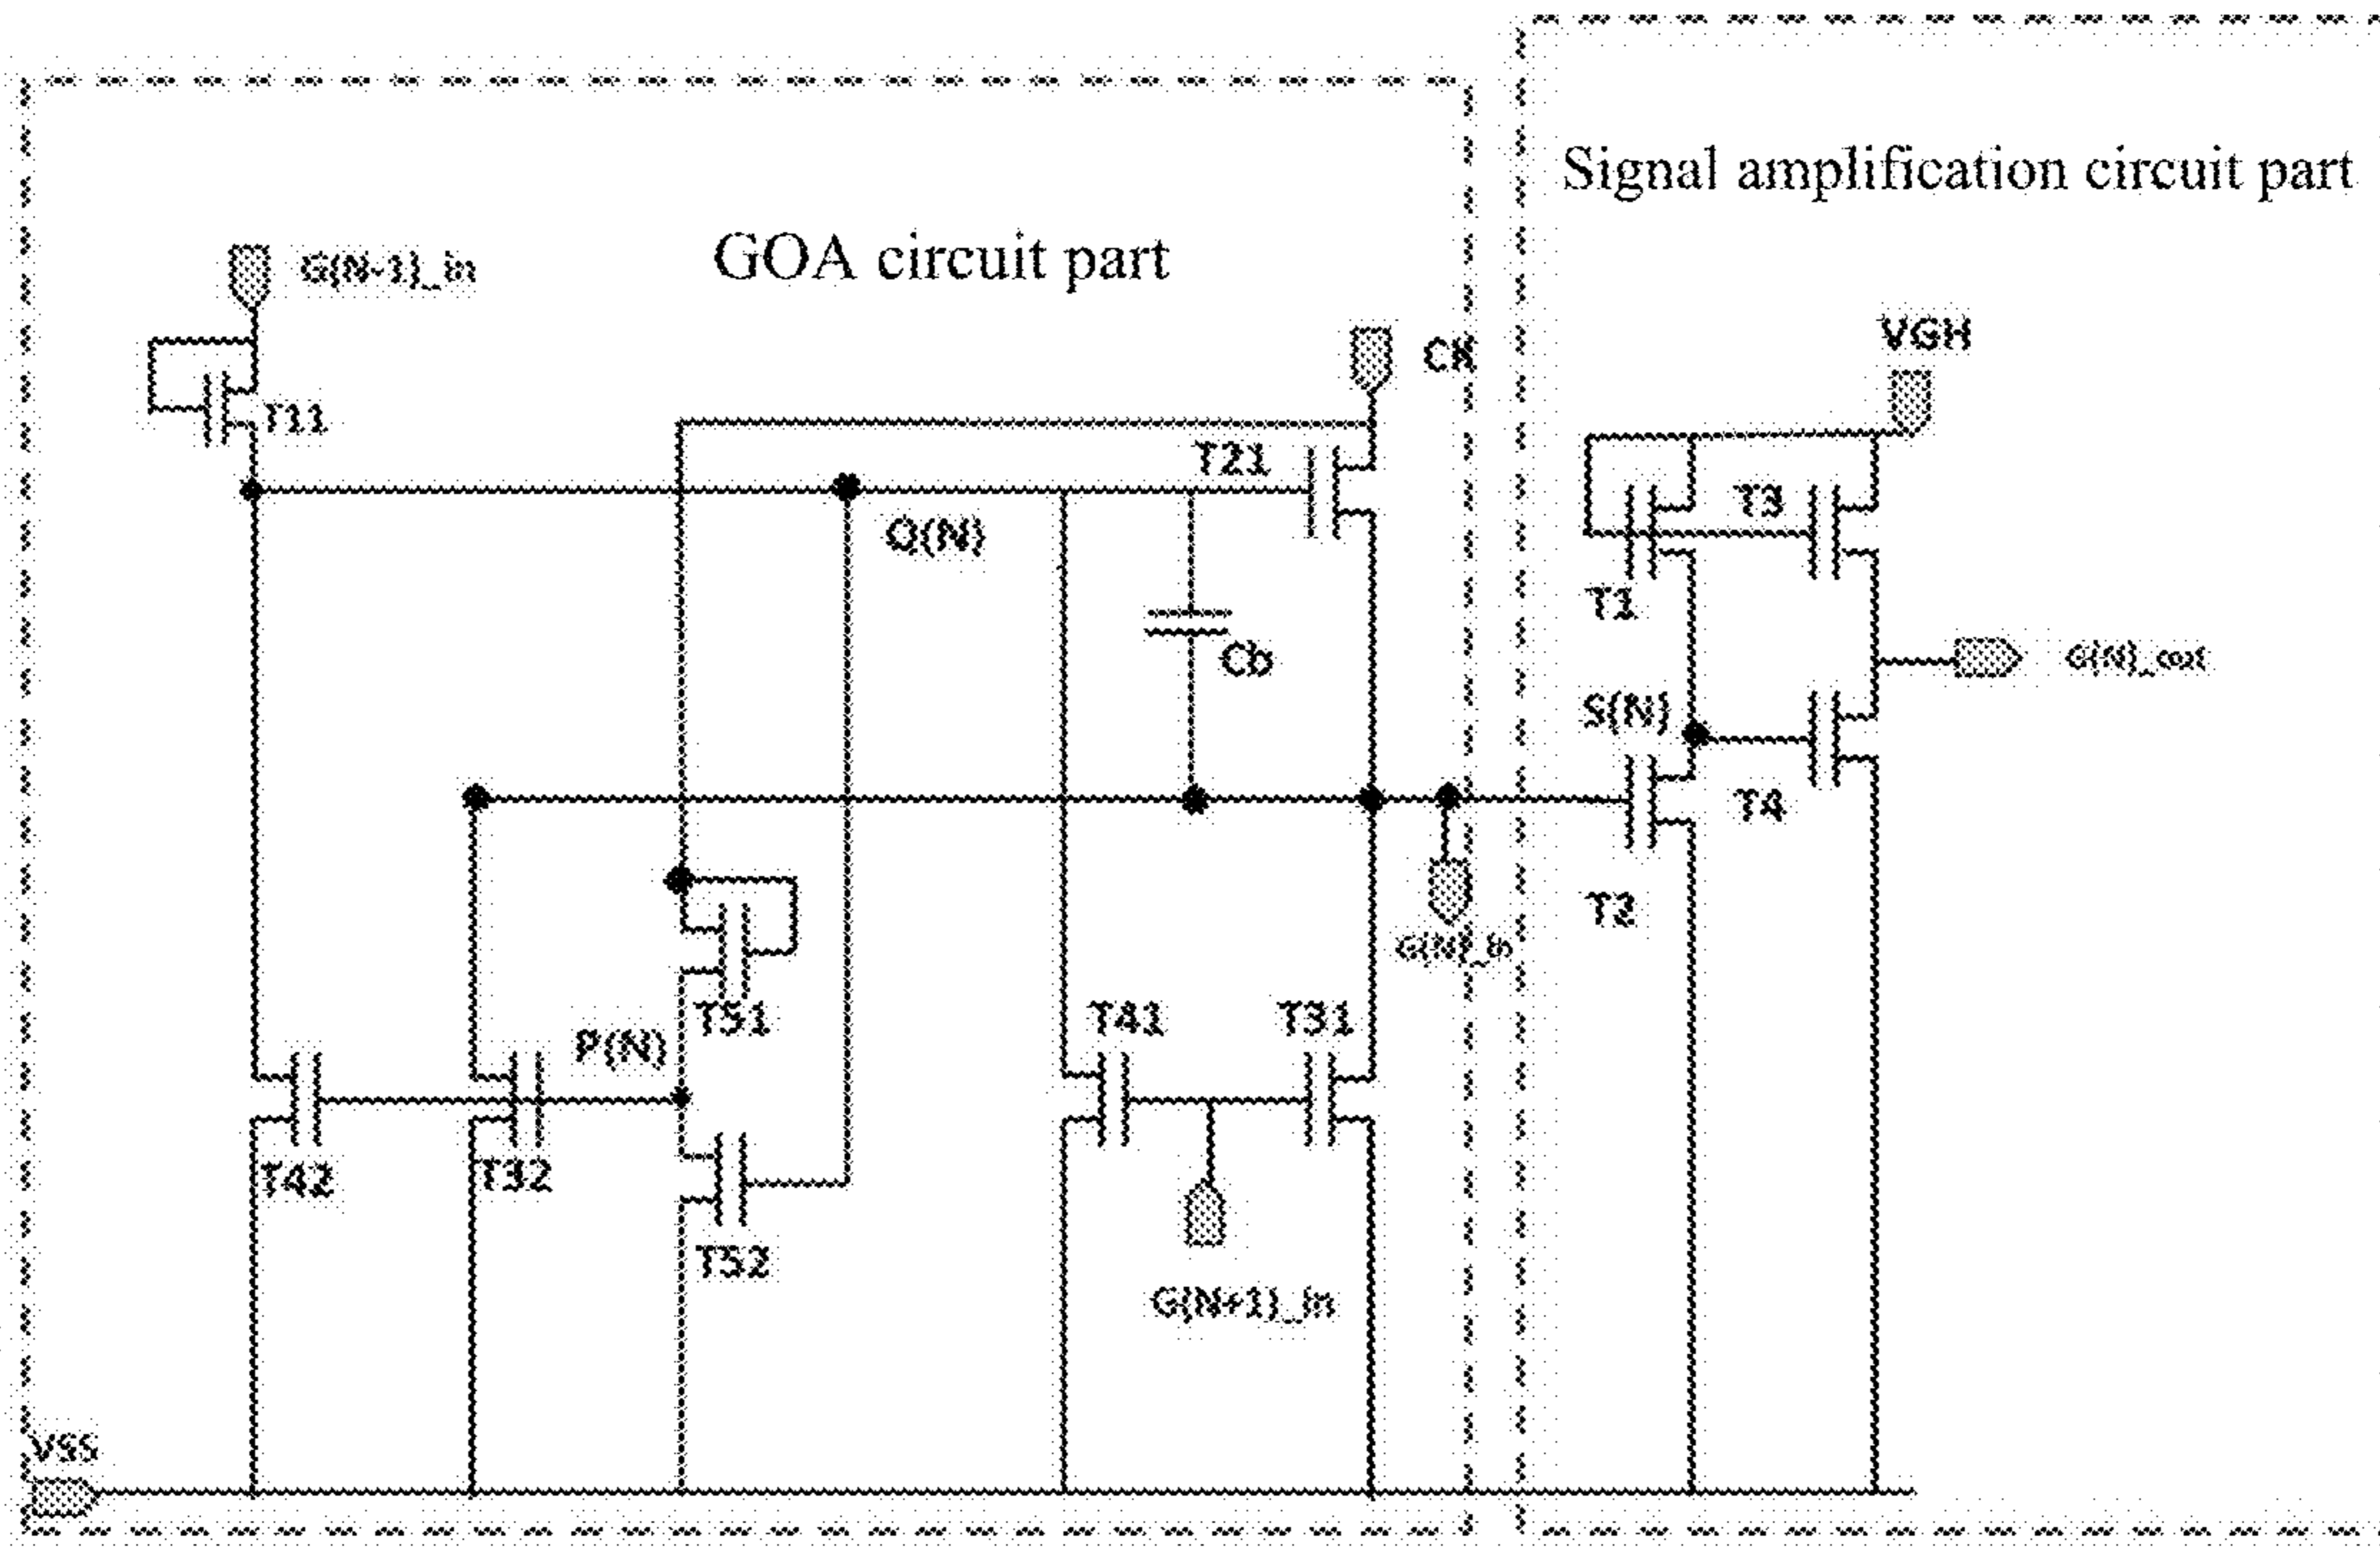 Signal amplification circuit part
GOA circuit part
G(N-1)_in
VGH
CK
T11
T21
T3
Q(N)
T1
Cb
G(N)_out
S(N)
T4
T2
G(N)_in
T51
T41
T31
P(N)
T42
T32
T52
G(N+1)_in
VSS